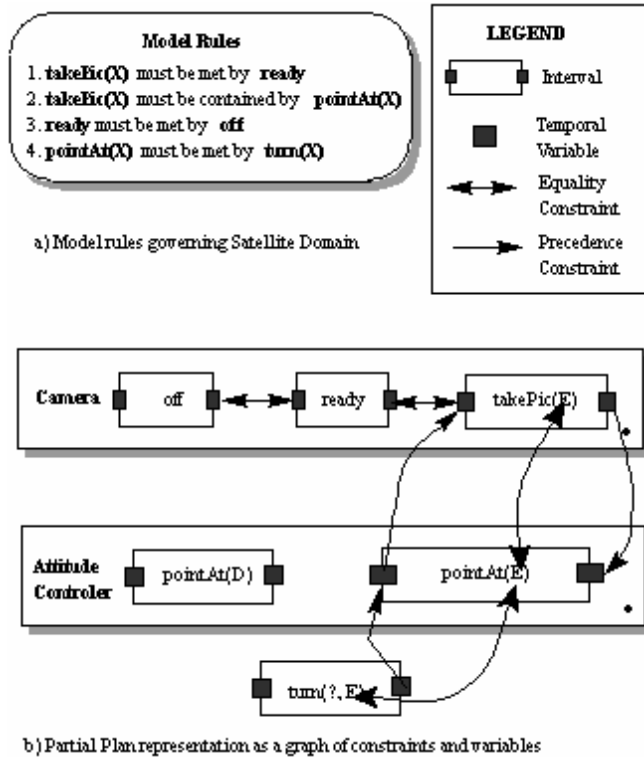 Model Rules
1. takePic(X) must be met by ready
2. takePic(X) must be contained by pointAt(X)
3. ready must be met by off
4. pointAt(X) must be met by turn(X)
a) Model rules governing Satellite Domain
LEGEND
Interval
Temporal
Variable
Equality
Constraint
Precedence
Constraint
Camera
off
ready
takePic(E)
Attitude
Controler
pointAt(D)
pointAt(E)
turn(?, E)
b) Partial Plan representation as a graph of constraints and variables